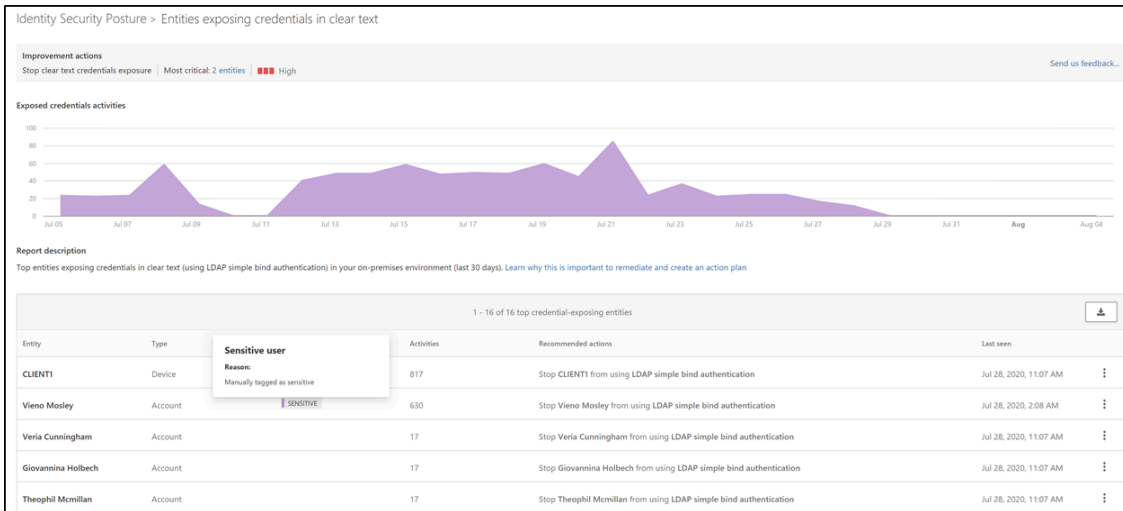 Identity Security Posture > Entities exposing credentials in clear text
Improvement actions
Stop clear text credentials exposure Most critical: 2 entities High
Send us feedback...
Exposed credentials activities
100
80
60
40
20
0
Jul 05 Jul 07 Jul 09 Jul 11 Jul 13 Jul 15 Jul 17 Jul 19 Jul 21 Jul 23 Jul 25 Jul 27 Jul 29 Jul 31 Aug Aug 04
Report description
Top entities exposing credentials in clear text (using LDAP simple bind authentication) in your on-premises environment (last 30 days). Learn why this is important to remediate and create an action plan
1 - 16 of 16 top credential-exposing entities
Entity Type Activities Recommended actions Last seen
Sensitive user
Reason:
Manually tagged as sensitive
CLIENT1 Device 817 Stop CLIENT1 from using LDAP simple bind authentication Jul 28, 2020, 11:07 AM
Vieno Mosley Account SENSITIVE 630 Stop Vieno Mosley from using LDAP simple bind authentication Jul 28, 2020, 2:08 AM
Veria Cunningham Account 17 Stop Veria Cunningham from using LDAP simple bind authentication Jul 28, 2020, 11:07 AM
Giovannina Holbech Account 17 Stop Giovannina Holbech from using LDAP simple bind authentication Jul 28, 2020, 11:07 AM
Theophil Mcmillan Account 17 Stop Theophil Mcmillan from using LDAP simple bind authentication Jul 28, 2020, 11:07 AM